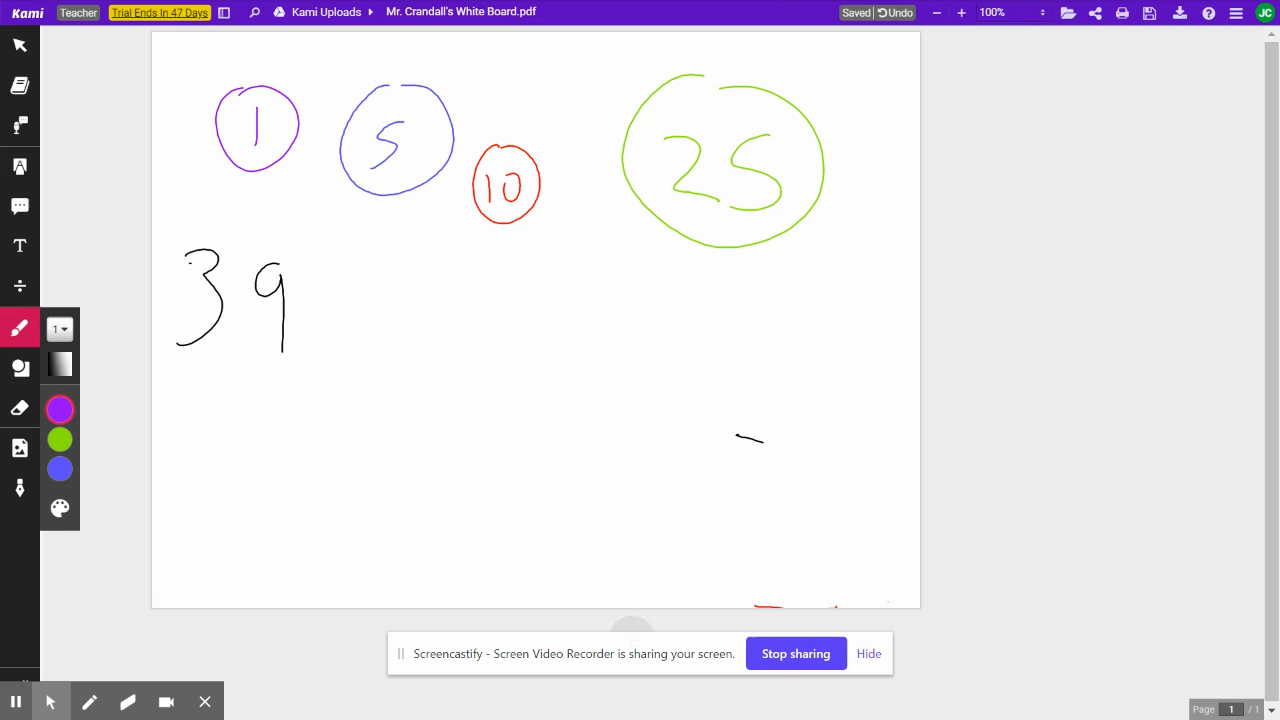 Kami Teacher Trial Ends In 47 Days Kami Uploads Mr. Crandall's White Board.pdf Saved Undo 100% JC
1 5 10 25
39
1
Screencastify - Screen Video Recorder is sharing your screen. Stop sharing Hide
Page 1 / 1